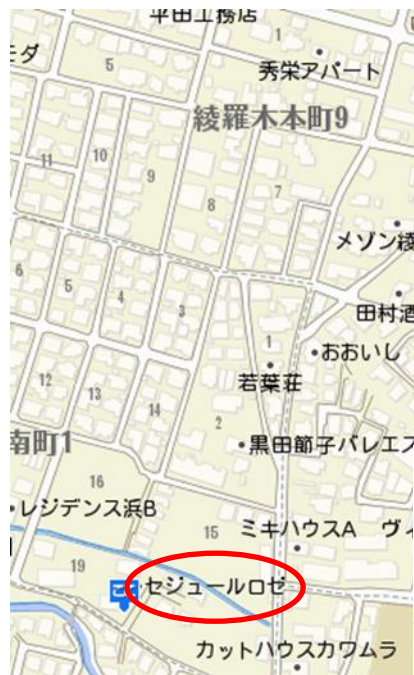 平田工務店
モダ
1
5
秀栄アパート
綾羅木本町9
11
10
9
7
8
メゾン綾
6
5
4
3
田村酒
1
おおいし
若葉荘
12
13
14
2
黒田節子バレエス
南町1
16
レジデンス浜B
15
ミキハウスA
ヴィ
19
セジュールロゼ
カットハウスカワムラ